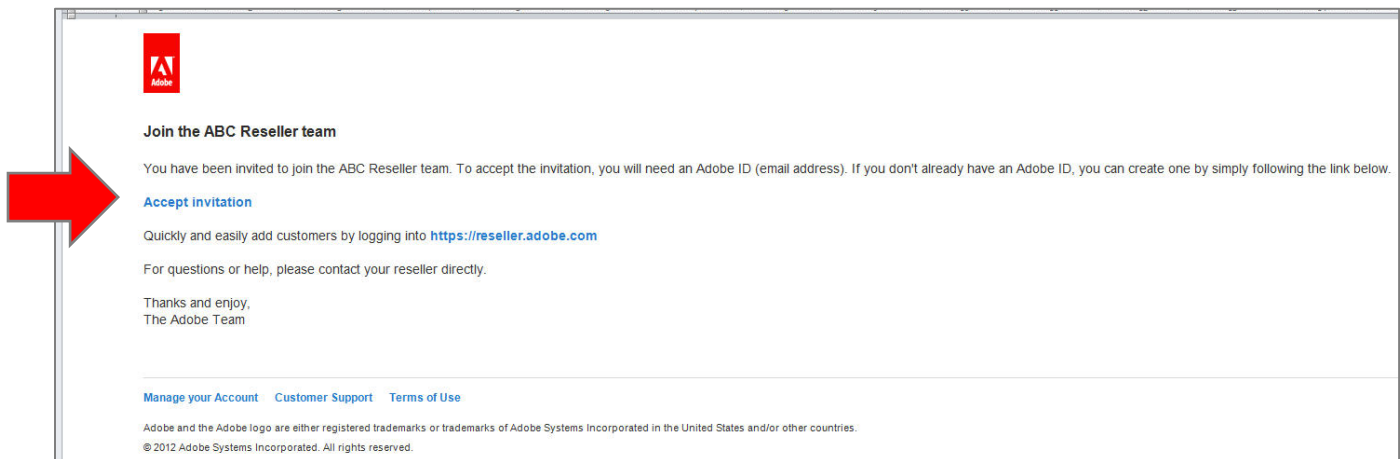 Adobe
Join the ABC Reseller team
You have been invited to join the ABC Reseller team. To accept the invitation, you will need an Adobe ID (email address). If you don't already have an Adobe ID, you can create one by simply following the link below.
Accept invitation
Quickly and easily add customers by logging into https://reseller.adobe.com
For questions or help, please contact your reseller directly.
Thanks and enjoy,
The Adobe Team
Manage your Account Customer Support Terms of Use
Adobe and the Adobe logo are either registered trademarks or trademarks of Adobe Systems Incorporated in the United States and/or other countries.
© 2012 Adobe Systems Incorporated. All rights reserved.